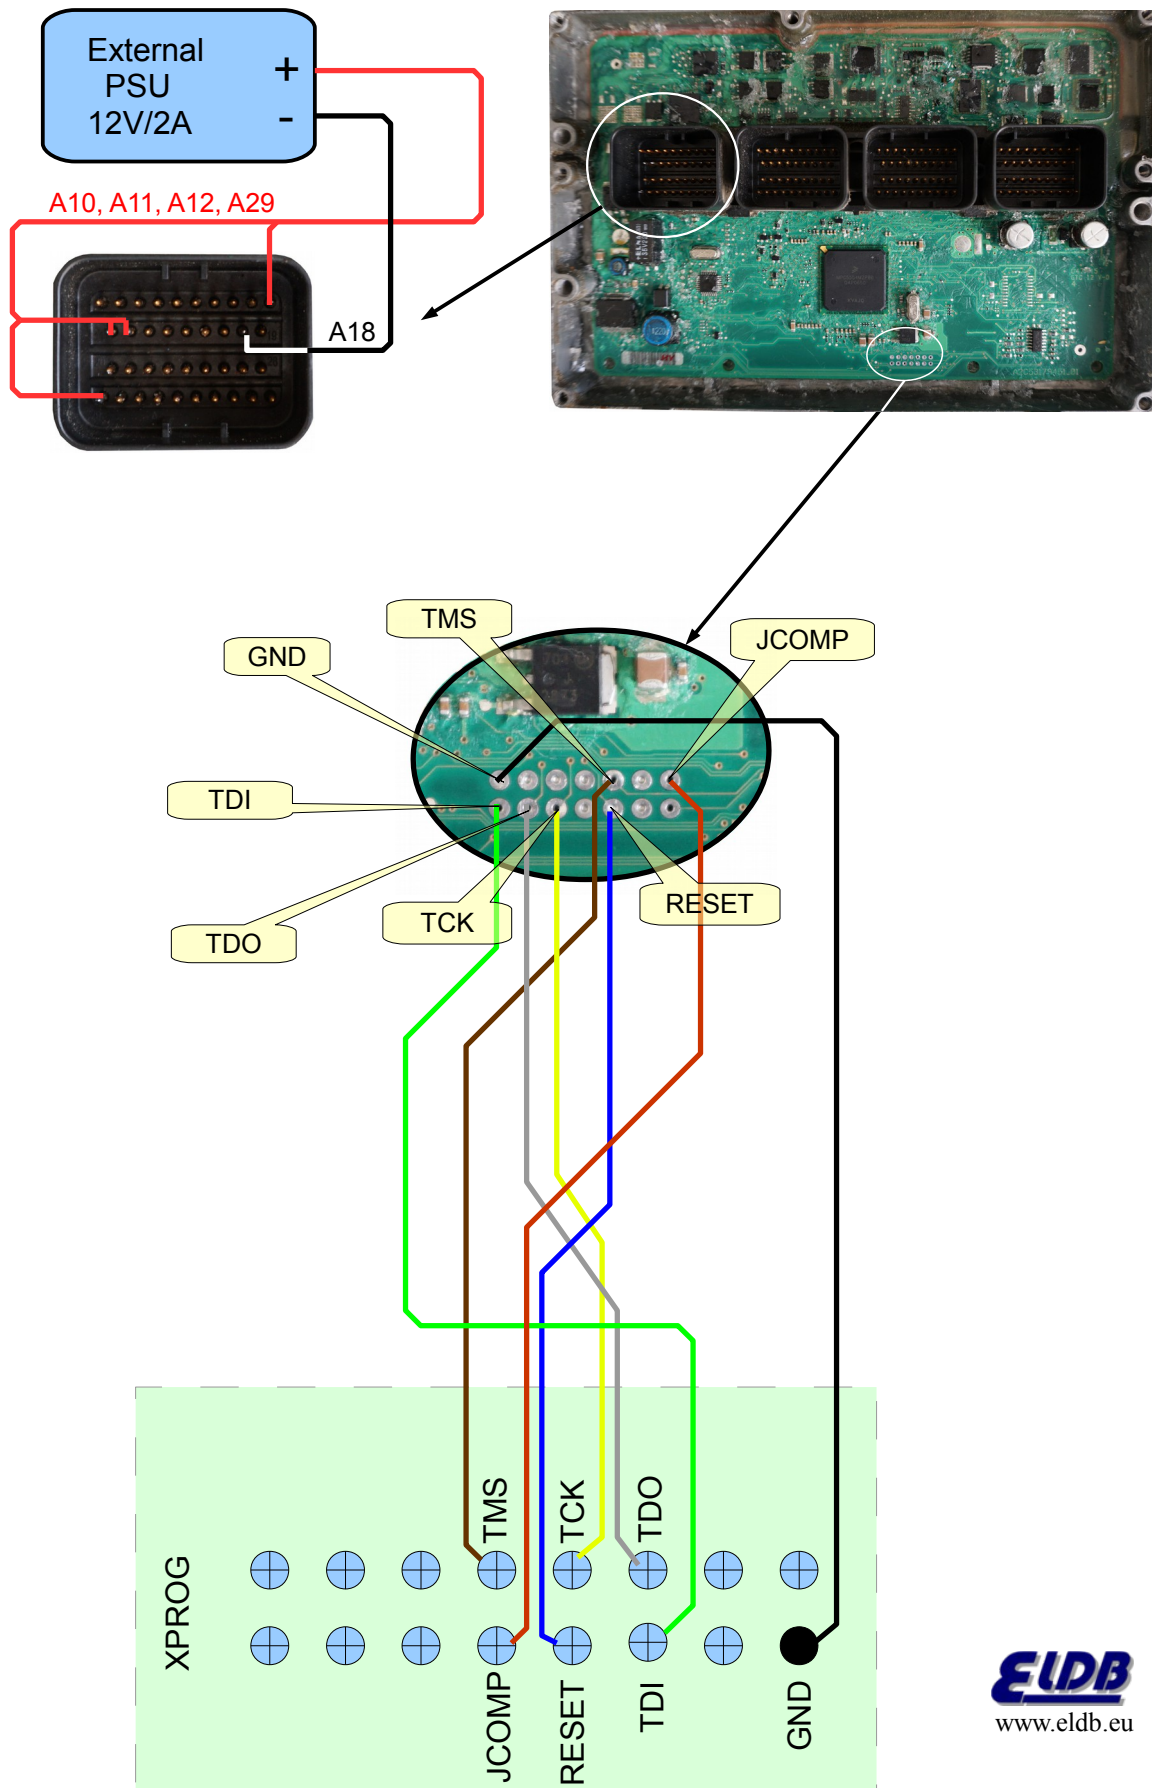 External
PSU
12V/2A
+
-
A10, A11, A12, A29
A18
TMS
JCOMP
GND
TDI
TDO
TCK
RESET
XPROG
TMS
TCK
TDO
JCOMP
RESET
TDI
GND
ELDB
www.eldb.eu